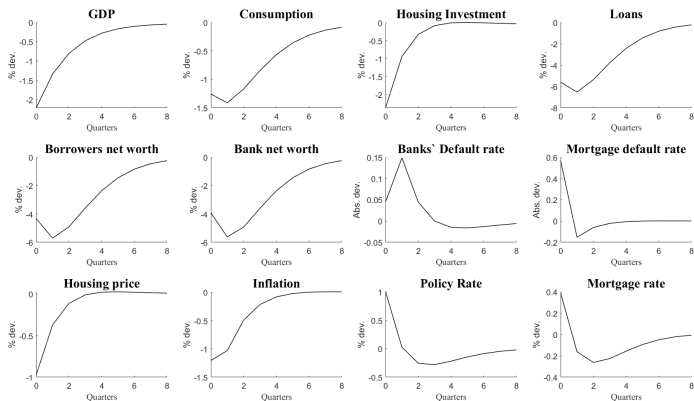 GDP
% dev.
0
-0.5
-1
-1.5
-2
0 2 4 6 8
Quarters
Consumption
% dev.
0
-0.5
-1
-1.5
0 2 4 6 8
Quarters
Housing Investment
% dev.
0
-0.5
-1
-1.5
-2
0 2 4 6 8
Quarters
Loans
% dev.
0
-2
-4
-6
-8
0 2 4 6 8
Quarters
Borrowers net worth
% dev.
0
-2
-4
-6
0 2 4 6 8
Quarters
Bank net worth
% dev.
0
-2
-4
-6
0 2 4 6 8
Quarters
Banks` Default rate
Abs. dev.
0.15
0.1
0.05
0
-0.05
0 2 4 6 8
Quarters
Mortgage default rate
Abs. dev.
0.6
0.4
0.2
0
-0.2
0 2 4 6 8
Quarters
Housing price
% dev.
0
-0.5
-1
0 2 4 6 8
Quarters
Inflation
% dev.
0
-0.5
-1
-1.5
0 2 4 6 8
Quarters
Policy Rate
% dev.
1
0.5
0
-0.5
0 2 4 6 8
Quarters
Mortgage rate
% dev.
0.4
0.2
0
-0.2
-0.4
0 2 4 6 8
Quarters